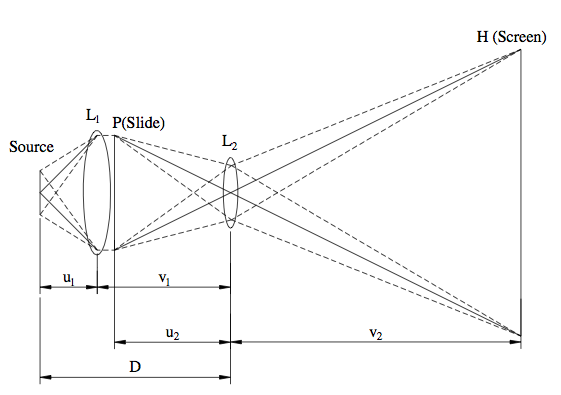 H (Screen)
L1 P(Slide)
L2
Source
u1 v1
u2 v2
D